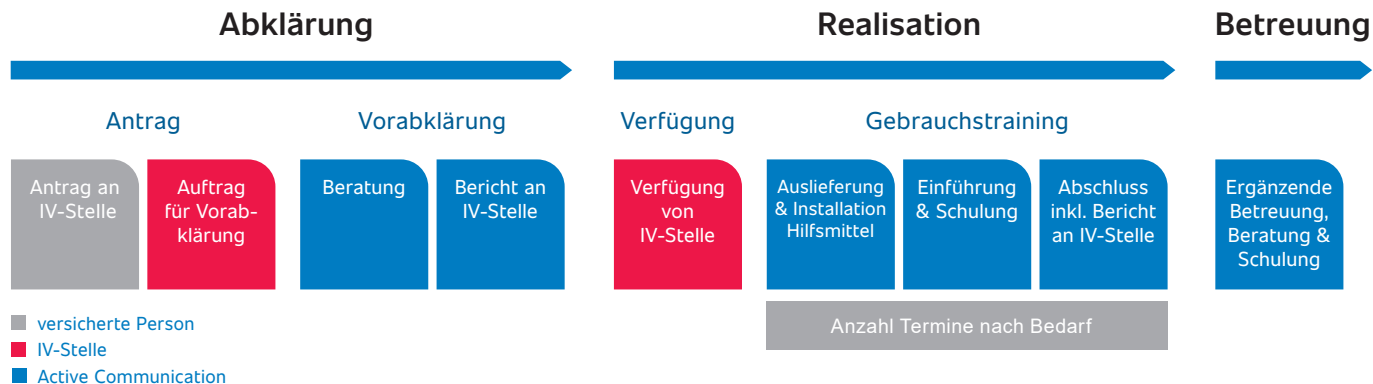 Abklärung
Realisation
Betreuung
Antrag
Vorabklärung
Verfügung
Gebrauchstraining
Antrag an
IV-Stelle
Auftrag
für Vorab-
klärung
Beratung
Bericht an
IV-Stelle
Verfügung
von
IV-Stelle
Auslieferung
& Installation
Hilfsmittel
Einführung
& Schulung
Abschluss
inkl. Bericht
an IV-Stelle
Ergänzende
Betreuung,
Beratung &
Schulung
Anzahl Termine nach Bedarf
versicherte Person
IV-Stelle
Active Communication